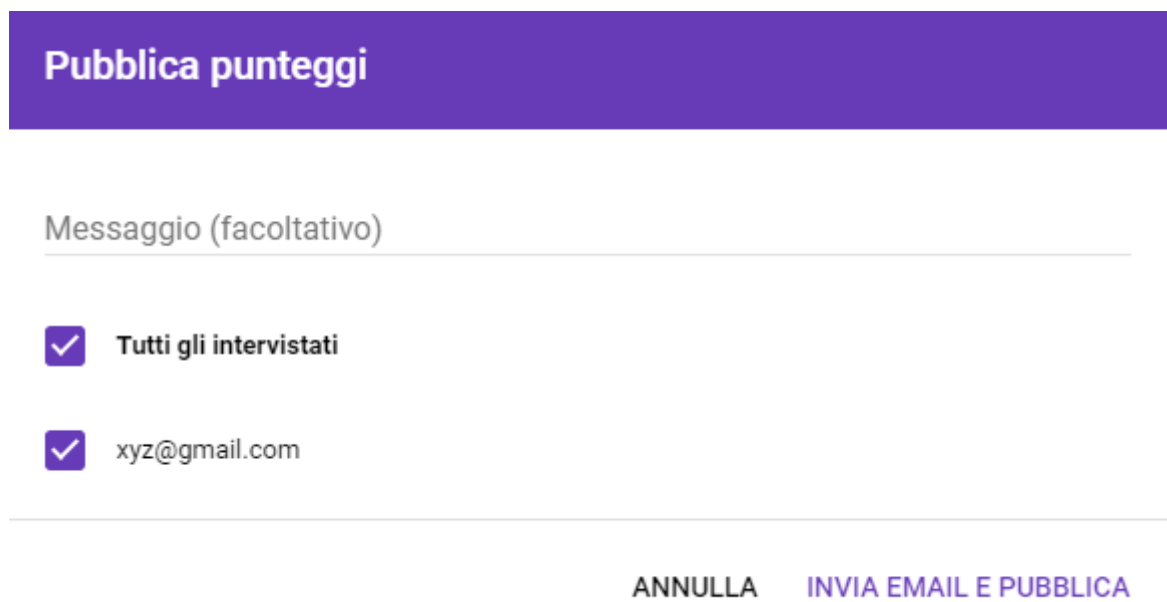 Pubblica punteggi
Messaggio (facoltativo)
Tutti gli intervistati
xyz@gmail.com
ANNULLA INVIA EMAIL E PUBBLICA